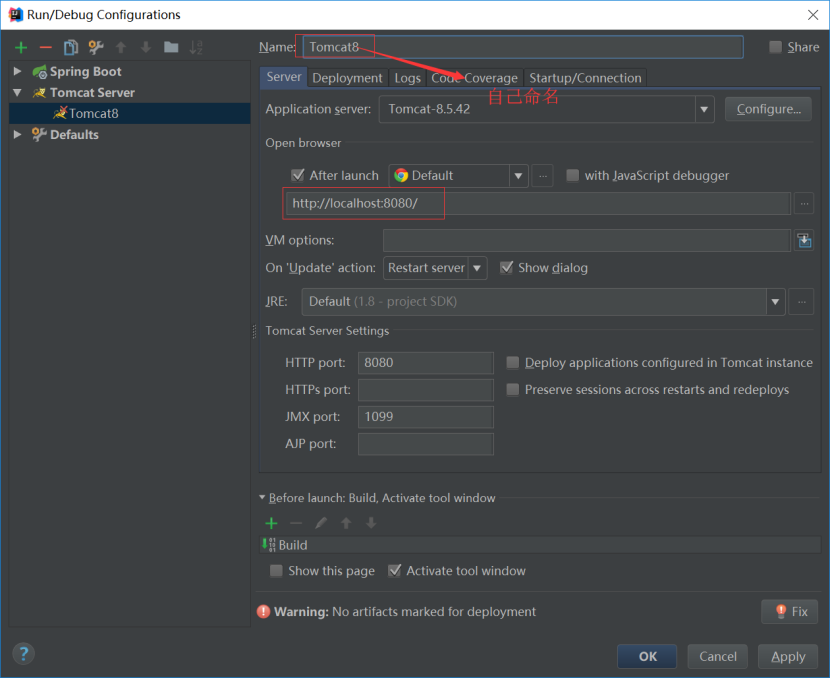 Run/Debug Configurations
Name: Tomcat8
Share
Spring Boot
Tomcat Server
Tomcat8
Defaults
Server Deployment Logs Code Coverage Startup/Connection
自己命名
Application server: Tomcat-8.5.42 Configure...
Open browser
After launch Default ... with JavaScript debugger
http://localhost:8080/ ...
VM options:
On 'Update' action: Restart server Show dialog
JRE: Default (1.8 - project SDK) ...
Tomcat Server Settings
HTTP port: 8080 Deploy applications configured in Tomcat instance
HTTPs port: Preserve sessions across restarts and redeploys
JMX port: 1099
AJP port:
Before launch: Build, Activate tool window
Build
Show this page Activate tool window
Warning: No artifacts marked for deployment Fix
? OK Cancel Apply